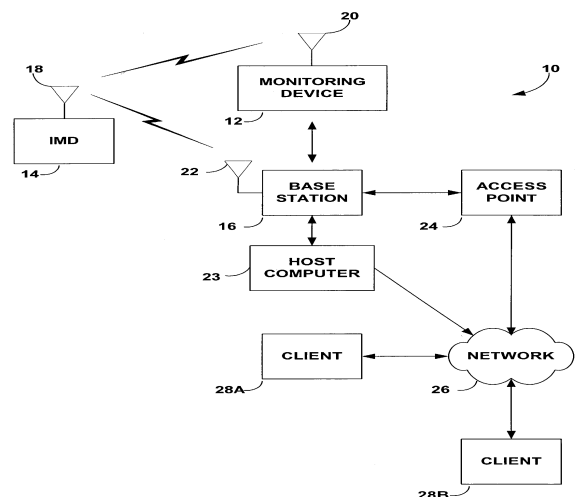 20
18
10
MONITORING
DEVICE
12
IMD
14
22
BASE
STATION
16
ACCESS
POINT
24
HOST
COMPUTER
23
CLIENT
28A
NETWORK
26
CLIENT
28B